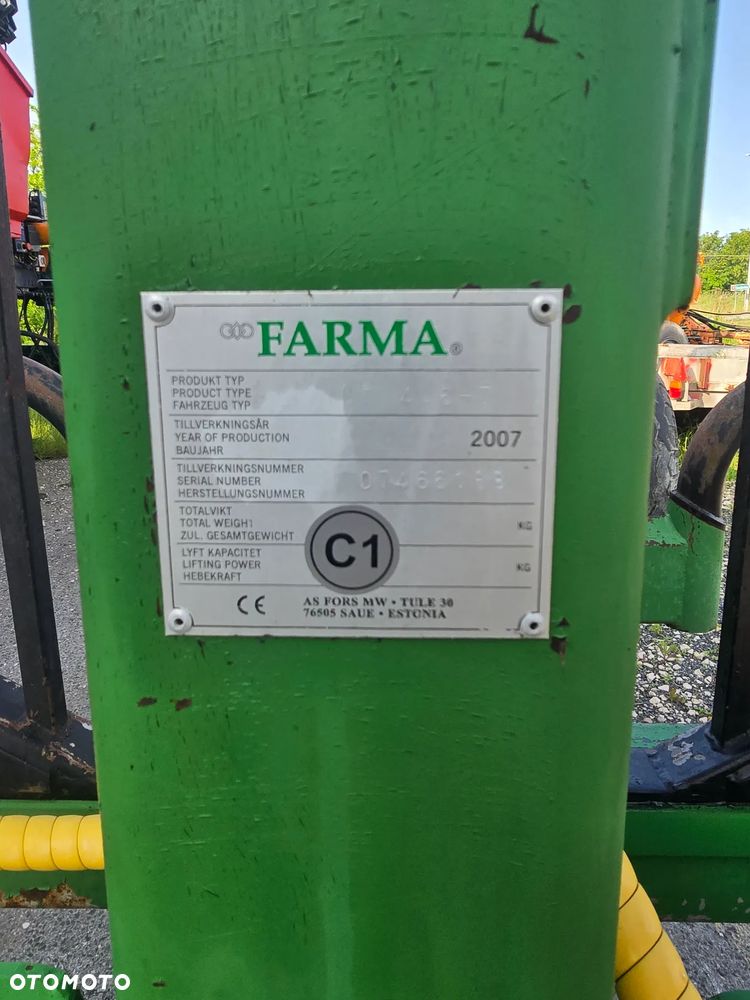 FARMA®
PRODUKT TYP
PRODUCT TYPE
FAHRZEUG TYP
TILLVERKNINGSÅR
YEAR OF PRODUCTION
BAUJAHR
2007
TILLVERKNINGSNUMMER
SERIAL NUMBER
HERSTELLUNGSNUMMER
TOTALVIKT
TOTAL WEIGHT
ZUL. GESAMTGEWICHT
KG
LYFT KAPACITET
LIFTING POWER
HEBEKRAFT
KG
C1
CE
AS FORS MW • TULE 30
76505 SAUE • ESTONIA
OTOMOTO